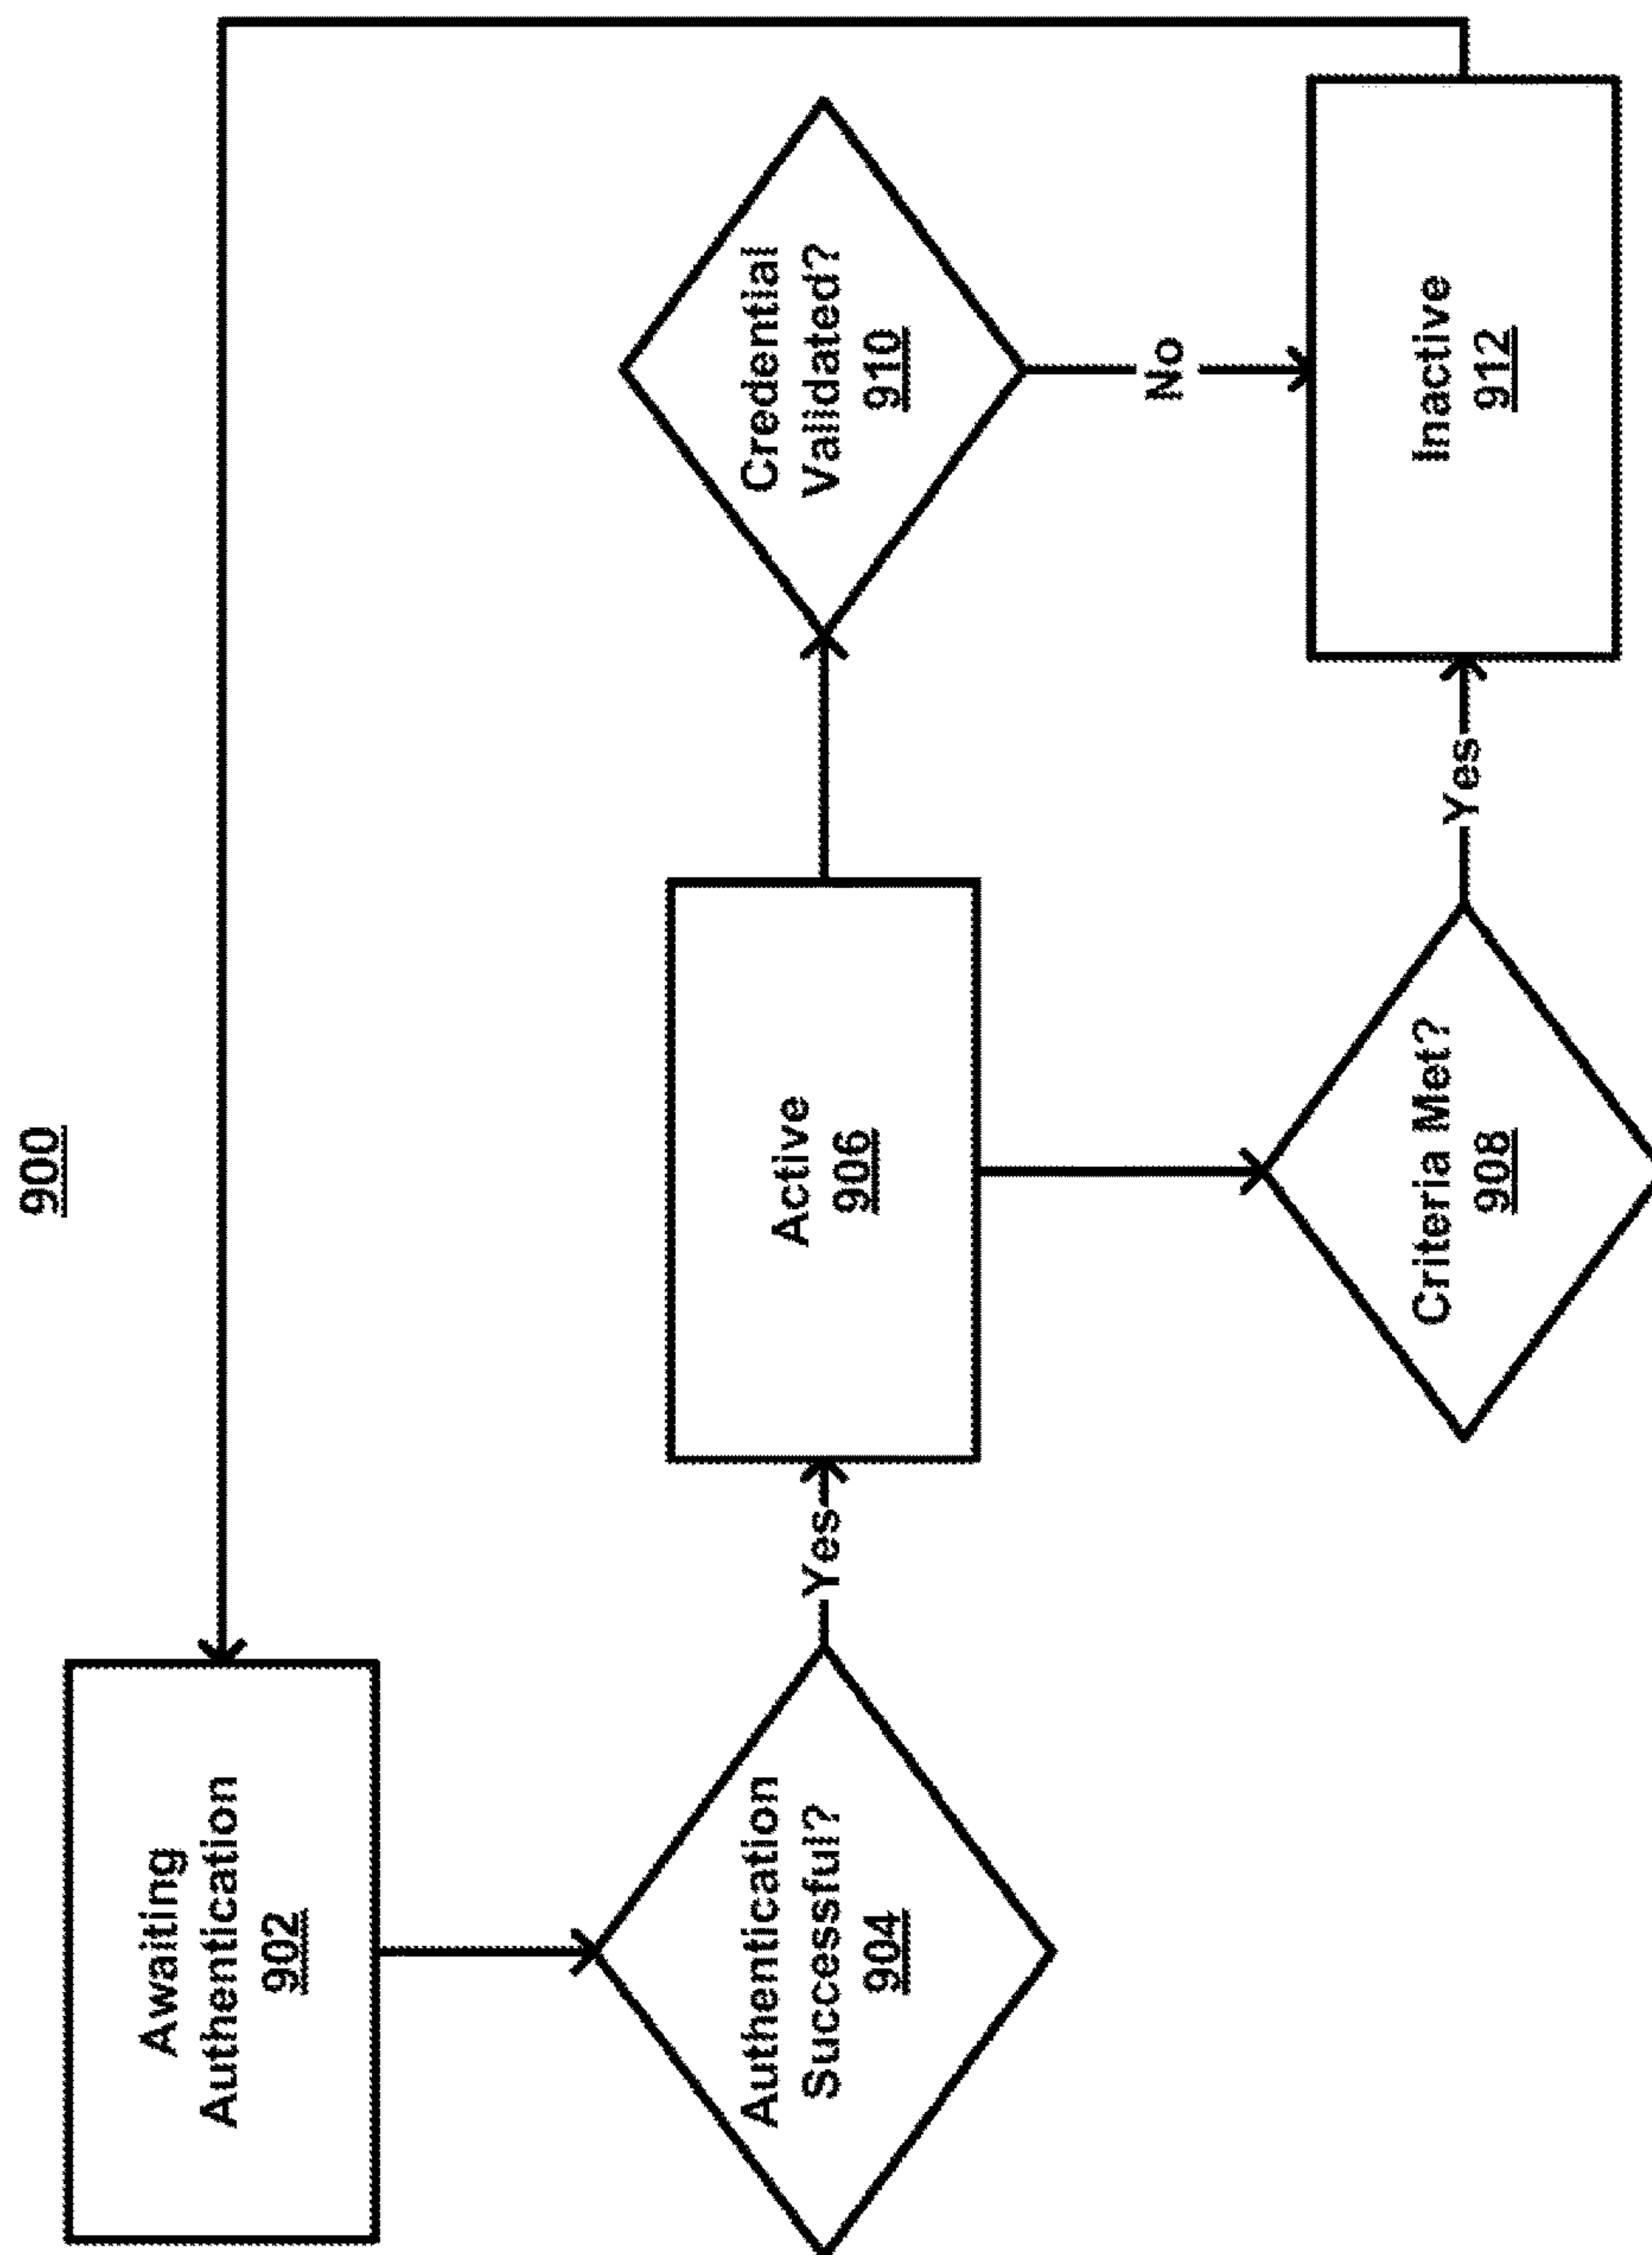 900
Awaiting
Authentication
902
Authentication
Successful?
904
Yes
Active
906
Credential
Validated?
910
No
Criteria Met?
908
Yes
Inactive
912